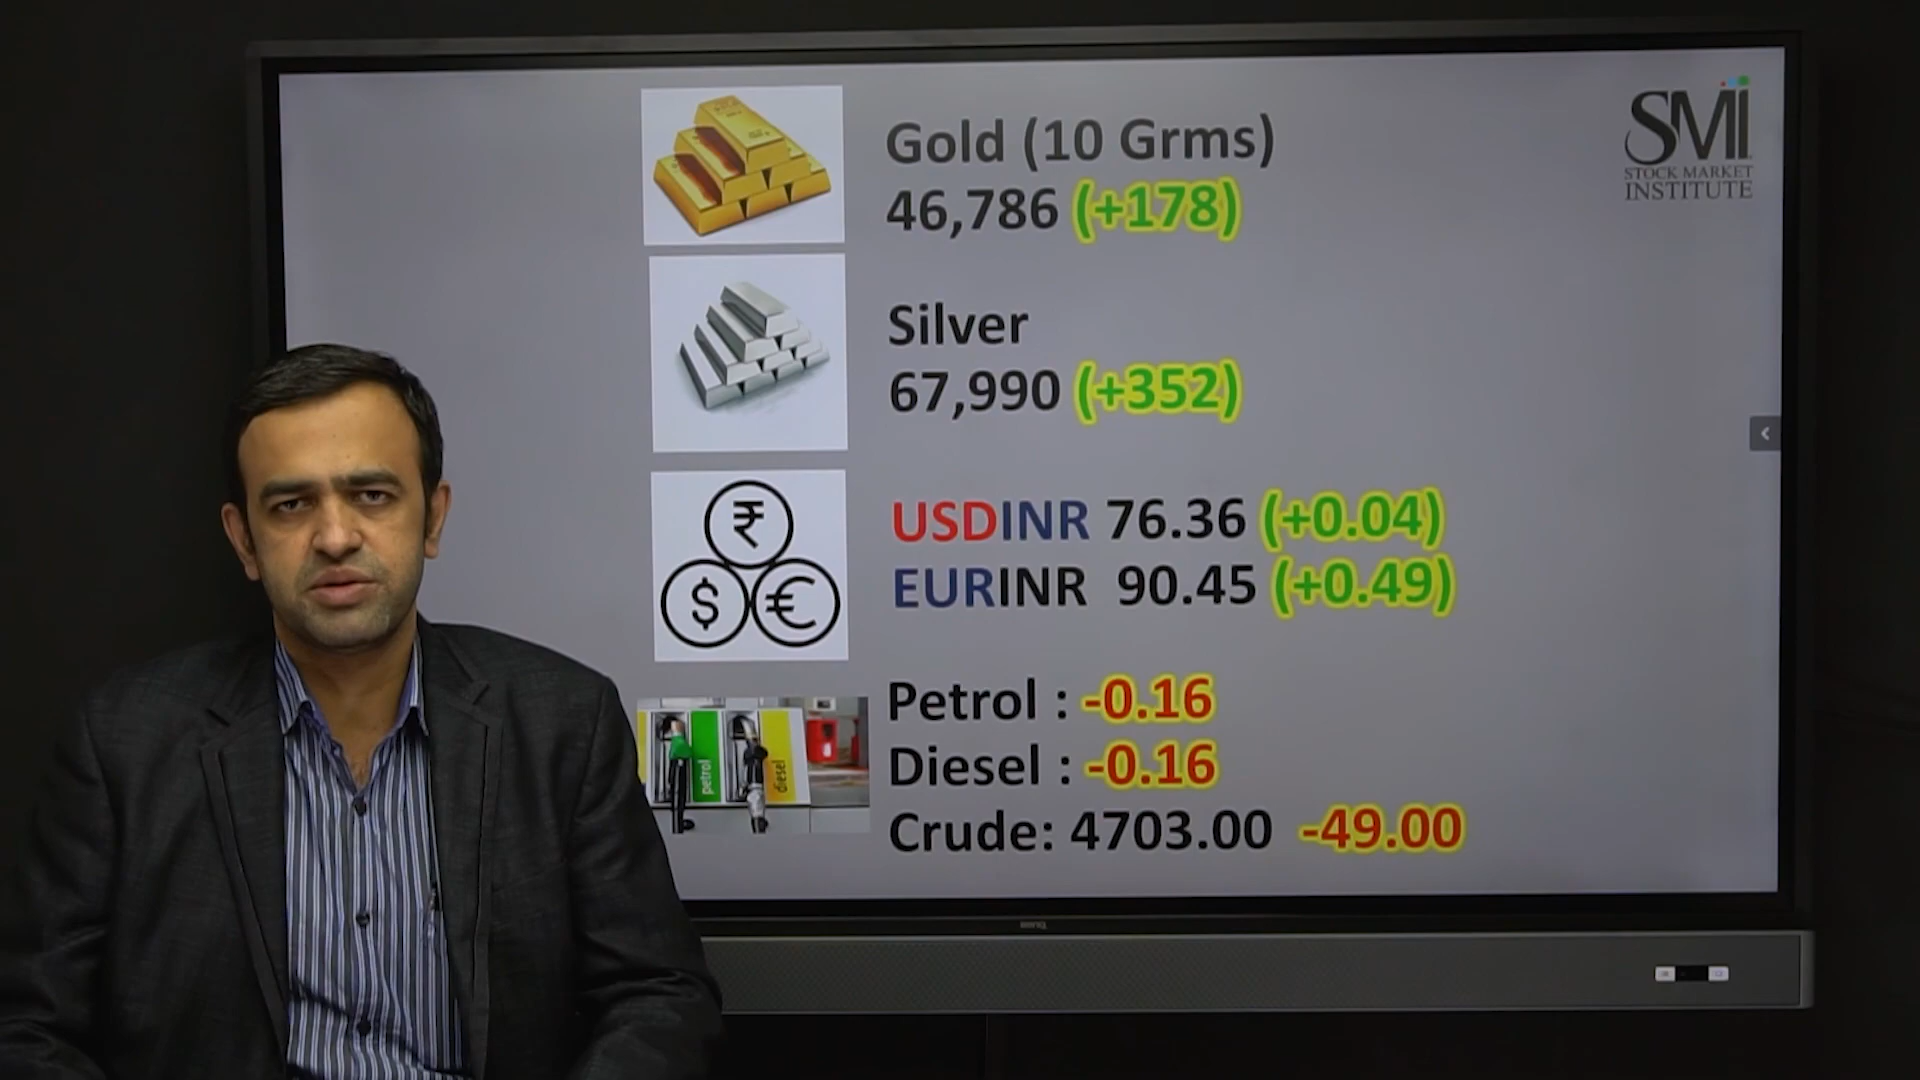 Gold (10 Grms)
46,786 (+178)
SMI
STOCK MARKET
INSTITUTE
Silver
67,990 (+352)
₹
$ €
USDINR 76.36 (+0.04)
EURINR 90.45 (+0.49)
Petrol : -0.16
petrol
diesel
Diesel : -0.16
Crude: 4703.00 -49.00